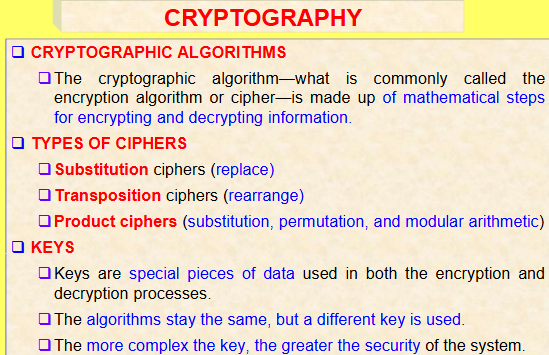 CRYPTOGRAPHY
CRYPTOGRAPHIC ALGORITHMS
The cryptographic algorithm—what is commonly called the
encryption algorithm or cipher—is made up of mathematical steps
for encrypting and decrypting information.
TYPES OF CIPHERS
Substitution ciphers (replace)
Transposition ciphers (rearrange)
Product ciphers (substitution, permutation, and modular arithmetic)
KEYS
Keys are special pieces of data used in both the encryption and
decryption processes.
The algorithms stay the same, but a different key is used.
The more complex the key, the greater the security of the system.